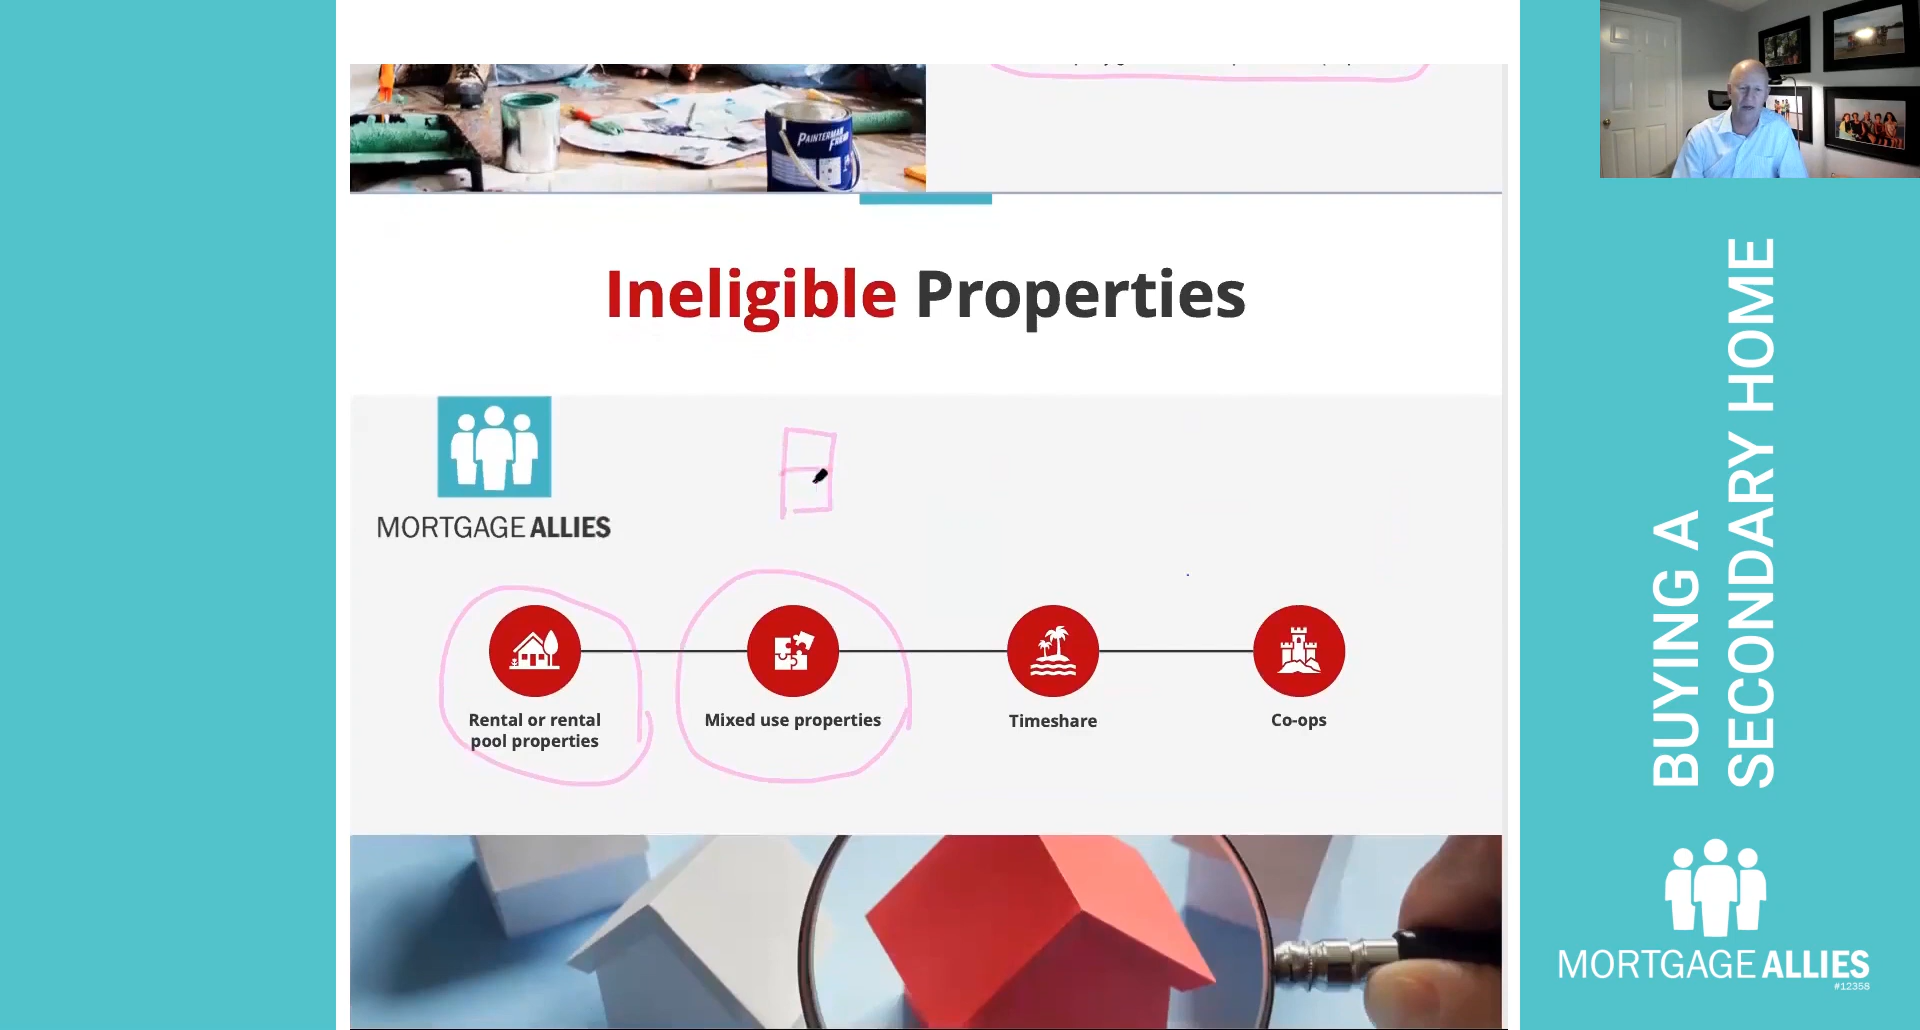 PAINTERMAN
Ineligible Properties
MORTGAGE ALLIES
Rental or rental
pool properties
Mixed use properties
Timeshare
Co-ops
BUYING A
SECONDARY HOME
MORTGAGE ALLIES
#12358